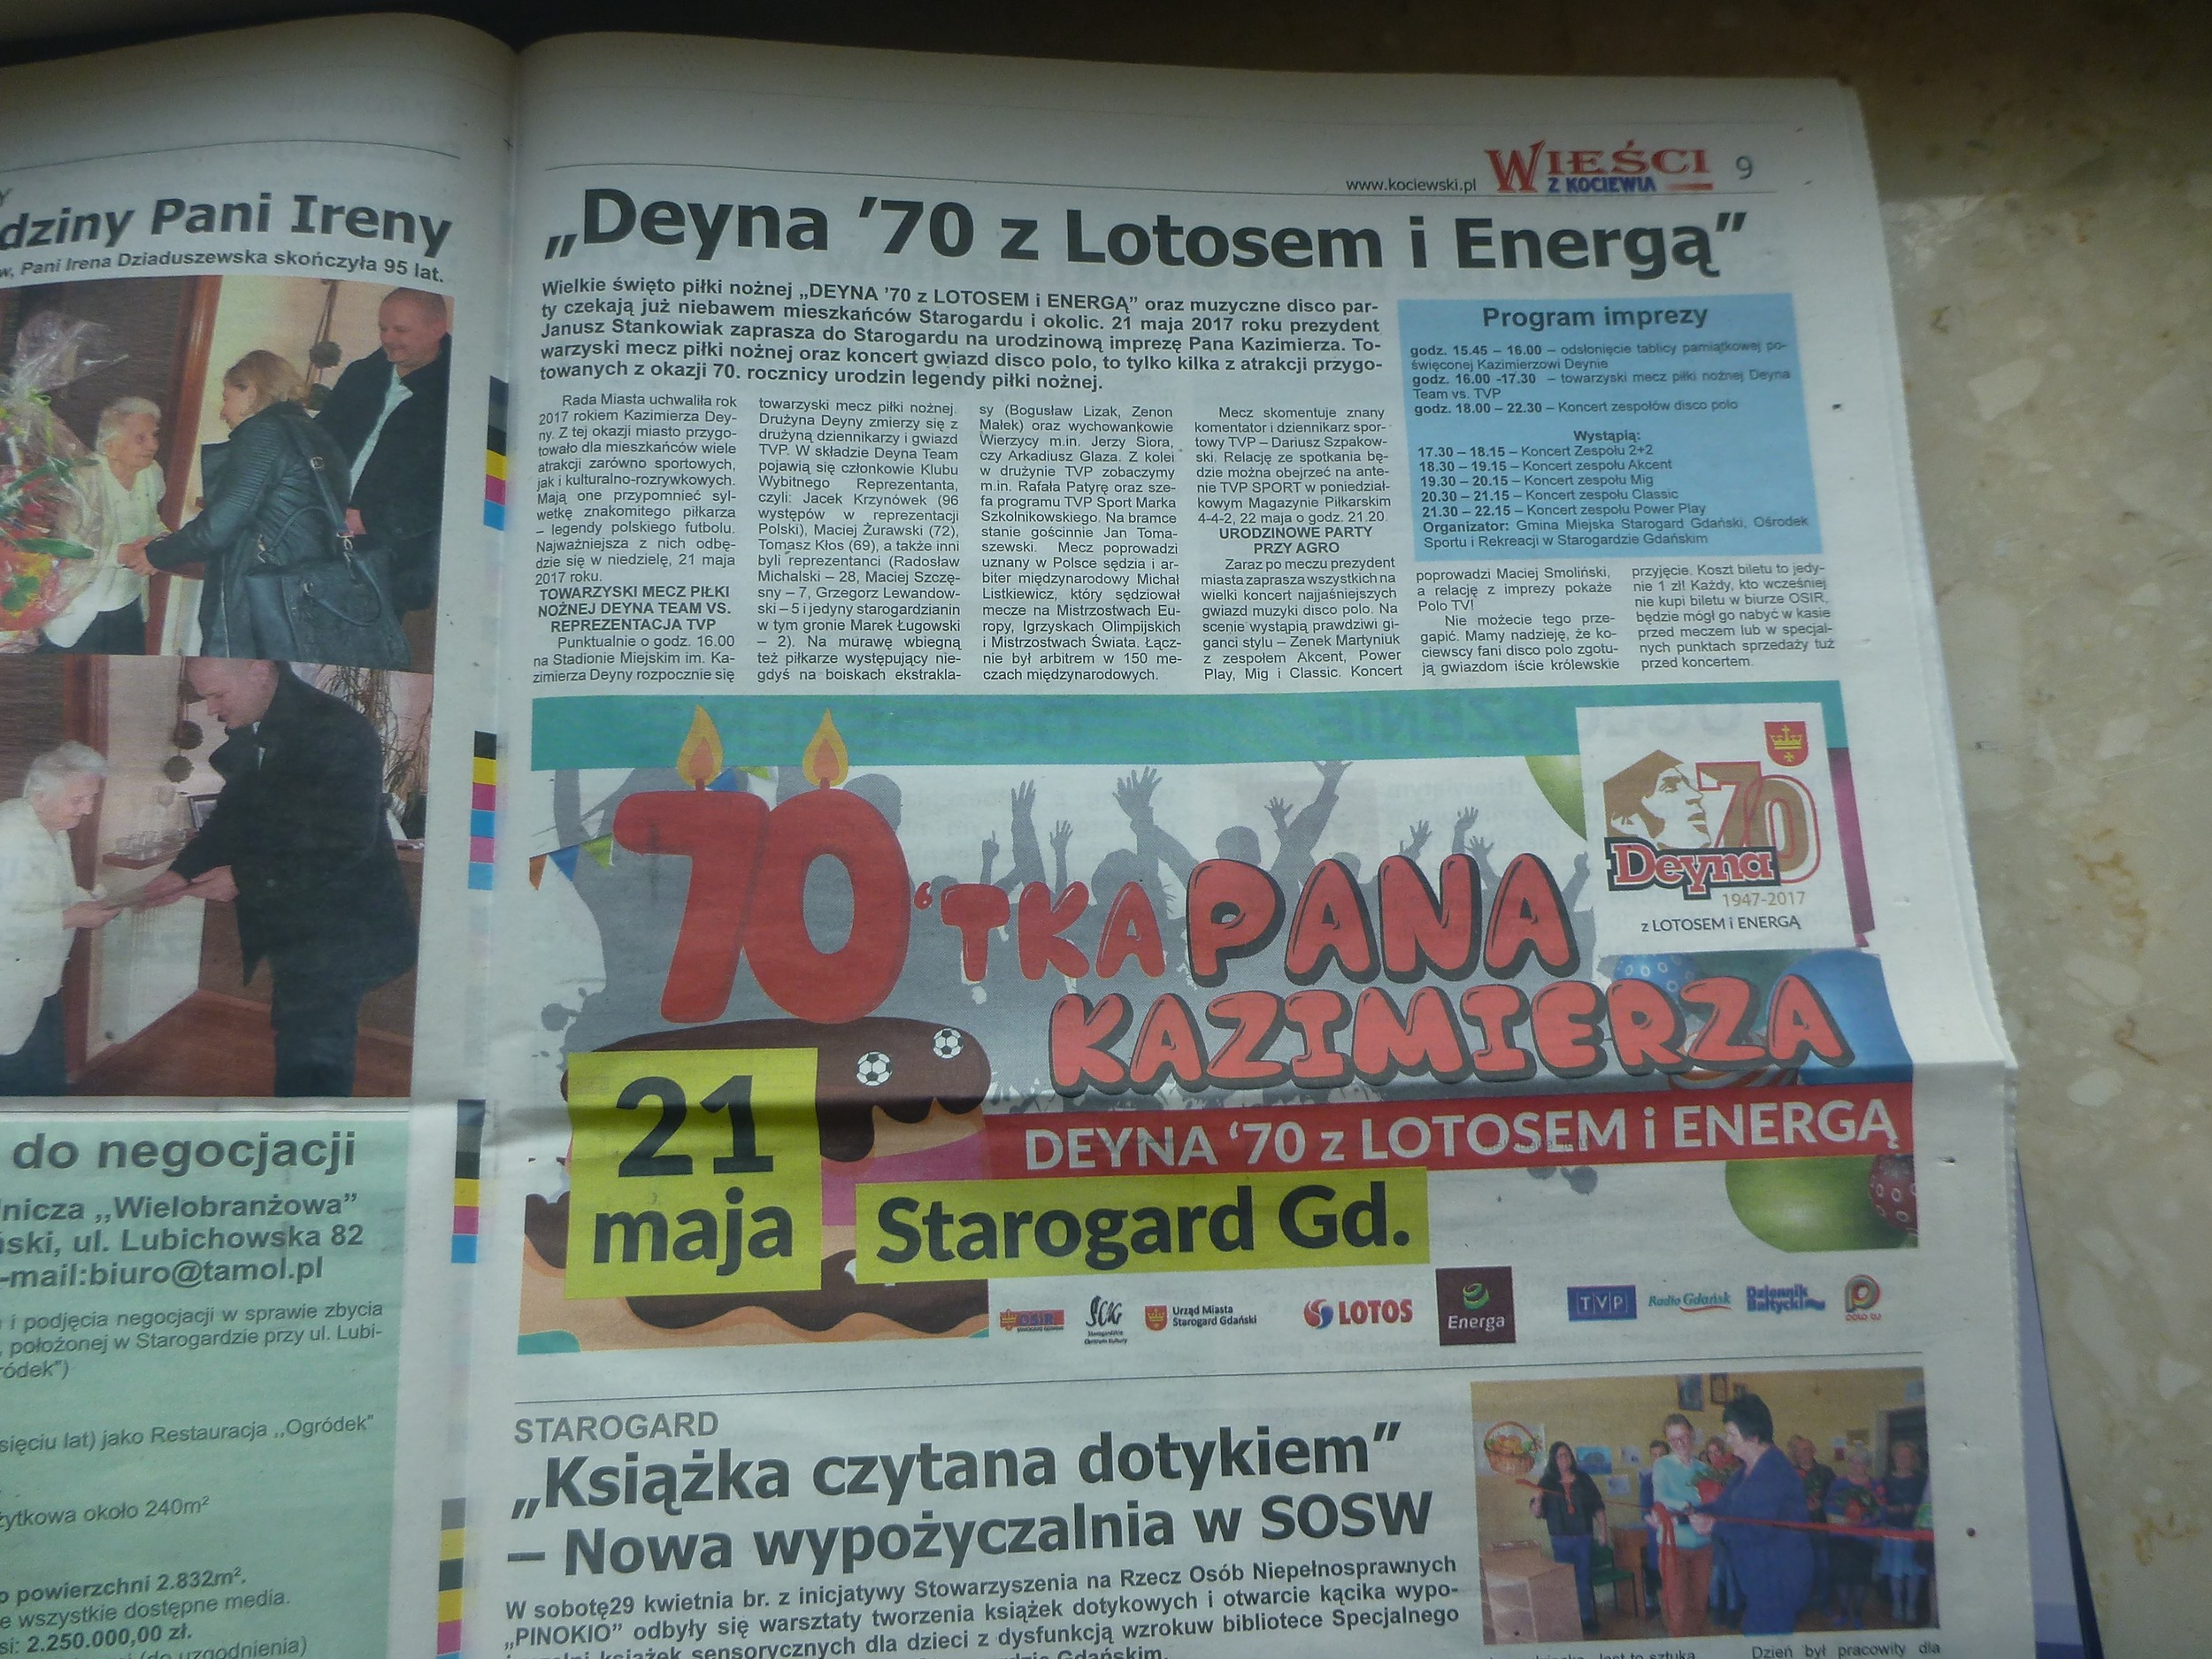 dziny Pani Ireny
w, Pani Irena Dziaduszewska skończyła 95 lat.
do negocjacji
nicza ,,Wielobranżowa”
ski, ul. Lubichowska 82
-mail:biuro@tamol.pl
i podjęcia negocjacji w sprawie zbycia
, położonej w Starogardzie przy ul. Lubi-
ródek”)
sięciu lat) jako Restauracja ,,Ogródek”
żytkowa około 240m²
o powierzchni 2.832m².
e wszystkie dostępne media.
si: 2.250.000,00 zł.
(do uzgodnienia)
www.kociewski.pl WIEŚCI Z KOCIEWIA 9
„Deyna ’70 z Lotosem i Energą”
Wielkie święto piłki nożnej „DEYNA ’70 z LOTOSEM i ENERGĄ” oraz muzyczne disco par-
ty czekają już niebawem mieszkańców Starogardu i okolic. 21 maja 2017 roku prezydent
Janusz Stankowiak zaprasza do Starogardu na urodzinową imprezę Pana Kazimierza. To-
warzyski mecz piłki nożnej oraz koncert gwiazd disco polo, to tylko kilka z atrakcji przygo-
towanych z okazji 70. rocznicy urodzin legendy piłki nożnej.
Rada Miasta uchwaliła rok
2017 rokiem Kazimierza Dey-
ny. Z tej okazji miasto przygo-
towało dla mieszkańców wiele
atrakcji zarówno sportowych,
jak i kulturalno-rozrywkowych.
Mają one przypomnieć syl-
wetkę znakomitego piłkarza
– legendy polskiego futbolu.
Najważniejsza z nich odbę-
dzie się w niedzielę, 21 maja
2017 roku.
TOWARZYSKI MECZ PIŁKI
NOŻNEJ DEYNA TEAM VS.
REPREZENTACJA TVP
Punktualnie o godz. 16.00
na Stadionie Miejskim im. Ka-
zimierza Deyny rozpocznie się
towarzyski mecz piłki nożnej.
Drużyna Deyny zmierzy się z
drużyną dziennikarzy i gwiazd
TVP. W składzie Deyna Team
pojawią się członkowie Klubu
Wybitnego Reprezentanta,
czyli: Jacek Krzynówek (96
występów w reprezentacji
Polski), Maciej Żurawski (72),
Tomasz Kłos (69), a także inni
byli reprezentanci (Radosław
Michalski – 28, Maciej Szczę-
sny – 7, Grzegorz Lewandow-
ski – 5 i jedyny starogardzianin
w tym gronie Marek Ługowski
– 2). Na murawę wbiegną
też piłkarze występujący nie-
gdyś na boiskach ekstrakla-
sy (Bogusław Lizak, Zenon
Małek) oraz wychowankowie
Wierzycy m.in. Jerzy Siora,
czy Arkadiusz Glaza. Z kolei
w drużynie TVP zobaczymy
m.in. Rafała Patyrę oraz sze-
fa programu TVP Sport Marka
Szkolnikowskiego. Na bramce
stanie gościnnie Jan Toma-
szewski. Mecz poprowadzi
uznany w Polsce sędzia i ar-
biter międzynarodowy Michał
Listkiewicz, który sędziował
mecze na Mistrzostwach Eu-
ropy, Igrzyskach Olimpijskich
i Mistrzostwach Świata. Łącz-
nie był arbitrem w 150 me-
czach międzynarodowych.
Mecz skomentuje znany
komentator i dziennikarz spor-
towy TVP – Dariusz Szpakow-
ski. Relację ze spotkania bę-
dzie można obejrzeć na ante-
nie TVP SPORT w poniedział-
kowym Magazynie Piłkarskim
4-4-2, 22 maja o godz. 21.20.
URODZINOWE PARTY
PRZY AGRO
Zaraz po meczu prezydent
miasta zaprasza wszystkich na
wielki koncert najjaśniejszych
gwiazd muzyki disco polo. Na
scenie wystąpią prawdziwi gi-
ganci stylu – Zenek Martyniuk
z zespołem Akcent, Power
Play, Mig i Classic. Koncert
Program imprezy
godz. 15.45 – 16.00 – odsłonięcie tablicy pamiątkowej po-
święconej Kazimierzowi Deynie
godz. 16.00 -17.30 – towarzyski mecz piłki nożnej Deyna
Team vs. TVP
godz. 18.00 – 22.30 – Koncert zespołów disco polo
Wystąpią:
17.30 – 18.15 – Koncert Zespołu 2+2
18.30 – 19.15 – Koncert zespołu Akcent
19.30 – 20.15 – Koncert zespołu Mig
20.30 – 21.15 – Koncert zespołu Classic
21.30 – 22.15 – Koncert zespołu Power Play
Organizator: Gmina Miejska Starogard Gdański, Ośrodek
Sportu i Rekreacji w Starogardzie Gdańskim
poprowadzi Maciej Smoliński,
a relację z imprezy pokaże
Polo TV!
Nie możecie tego prze-
gapić. Mamy nadzieję, że ko-
ciewscy fani disco polo zgotu-
ją gwiazdom iście królewskie
przyjęcie. Koszt biletu to jedy-
nie 1 zł! Każdy, kto wcześniej
nie kupi biletu w biurze OSIR,
będzie mógł go nabyć w kasie
przed meczem lub w specjal-
nych punktach sprzedaży tuż
przed koncertem.
70‘TKA PANA
KAZIMIERZA
70
Deyna
1947-2017
z LOTOSEM i ENERGĄ
DEYNA ‘70 z LOTOSEM i ENERGĄ
21
maja
Starogard Gd.
OSiR
SCK
Starogardzkie
Centrum Kultury
Urząd Miasta
Starogard Gdański
LOTOS
Energa
TVP
Radio Gdańsk
Dziennik
Bałtycki
POLO TV
STAROGARD
„Książka czytana dotykiem”
– Nowa wypożyczalnia w SOSW
W sobotę29 kwietnia br. z inicjatywy Stowarzyszenia na Rzecz Osób Niepełnosprawnych
„PINOKIO” odbyły się warsztaty tworzenia książek dotykowych i otwarcie kącika wypo-
książek sensorycznych dla dzieci z dysfunkcją wzrokuw bibliotece Specjalnego
Gdańskim.
Jest to sztuka
Dzień był pracowity dla